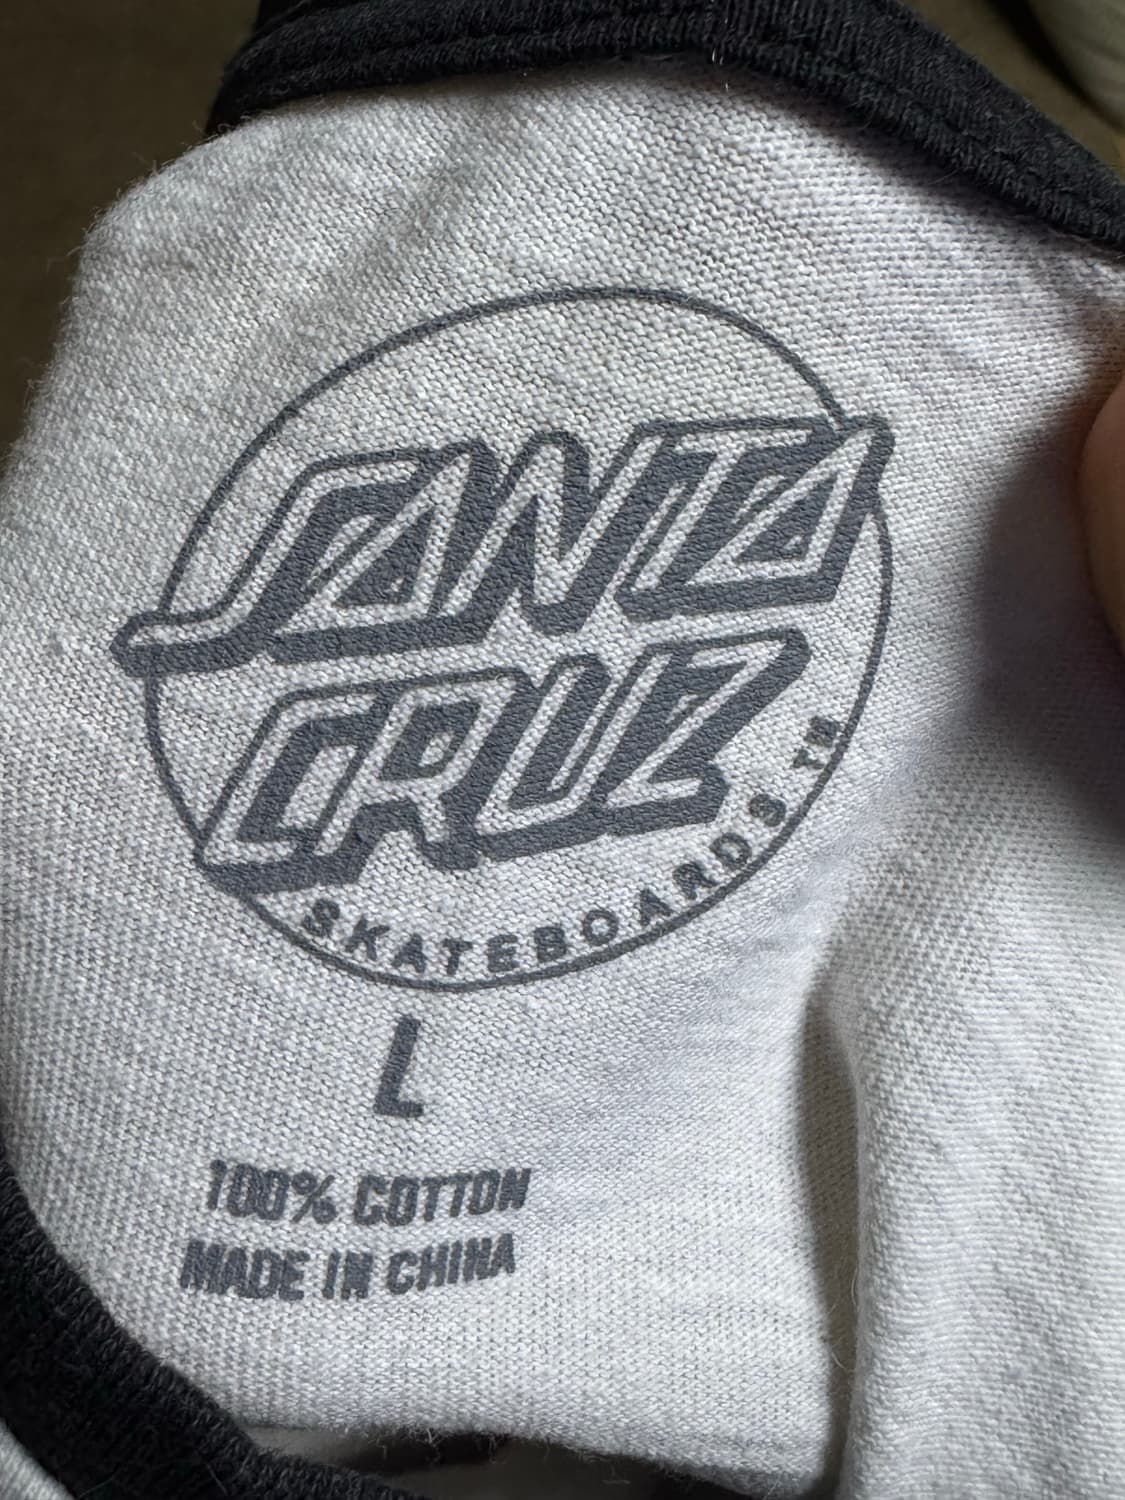 SANTA
CRUZ
SKATEBOARDS TM
L
100% COTTON
MADE IN CHINA